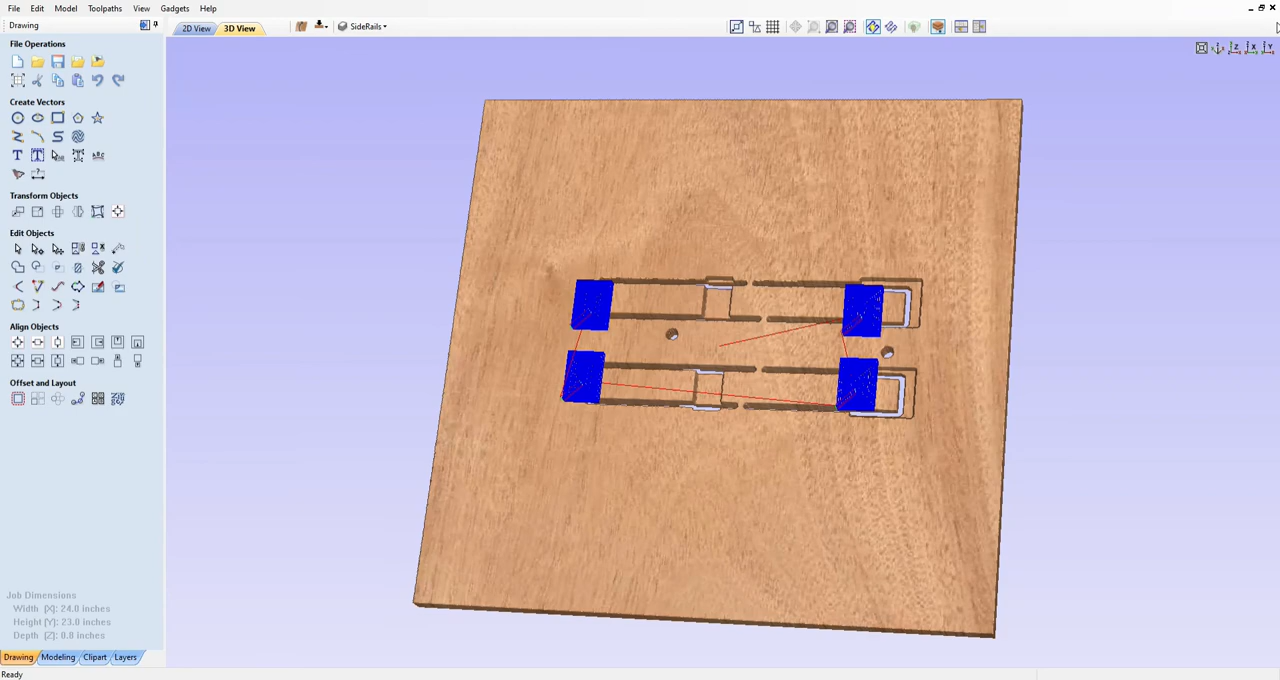 File Edit Model Toolpaths View Gadgets Help
Drawing
2D View 3D View SideRails
File Operations
Create Vectors
Transform Objects
Edit Objects
Align Objects
Offset and Layout
Job Dimensions
Width (X): 24.0 inches
Height (Y): 23.0 inches
Depth (Z): 0.8 inches
Drawing Modeling Clipart Layers
Ready